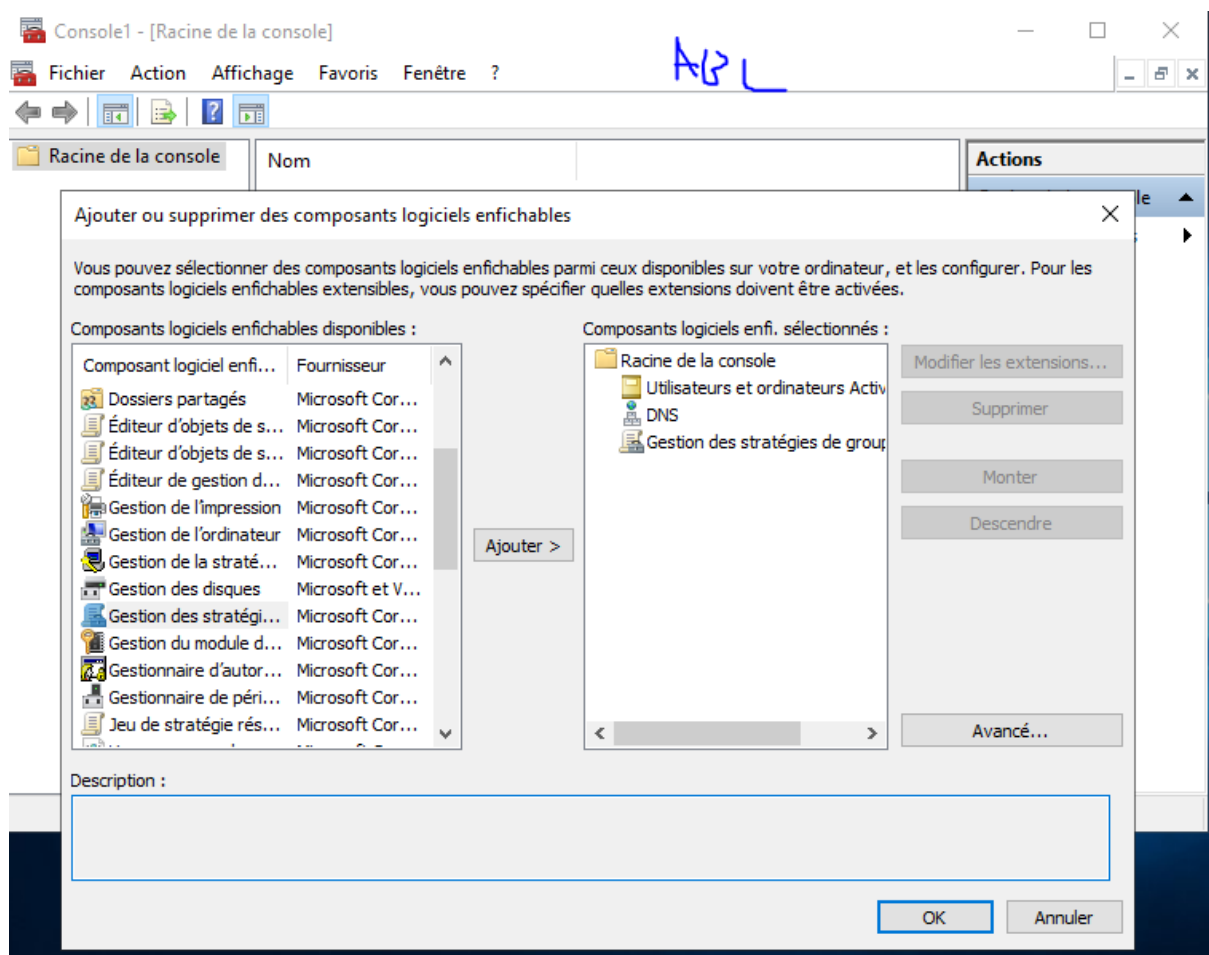 Console1 - [Racine de la console]
ABL
Fichier Action Affichage Favoris Fenêtre ?
Racine de la console
Nom
Actions
le
Ajouter ou supprimer des composants logiciels enfichables
Vous pouvez sélectionner des composants logiciels enfichables parmi ceux disponibles sur votre ordinateur, et les configurer. Pour les
composants logiciels enfichables extensibles, vous pouvez spécifier quelles extensions doivent être activées.
Composants logiciels enfichables disponibles :
Composant logiciel enfi... Fournisseur
Dossiers partagés Microsoft Cor...
Éditeur d'objets de s... Microsoft Cor...
Éditeur d'objets de s... Microsoft Cor...
Éditeur de gestion d... Microsoft Cor...
Gestion de l'impression Microsoft Cor...
Gestion de l'ordinateur Microsoft Cor...
Gestion de la straté... Microsoft Cor...
Gestion des disques Microsoft et V...
Gestion des stratégi... Microsoft Cor...
Gestion du module d... Microsoft Cor...
Gestionnaire d'autor... Microsoft Cor...
Gestionnaire de péri... Microsoft Cor...
Jeu de stratégie rés... Microsoft Cor...
Ajouter >
Composants logiciels enfi. sélectionnés :
Racine de la console
Utilisateurs et ordinateurs Activ
DNS
Gestion des stratégies de group
Modifier les extensions...
Supprimer
Monter
Descendre
Avancé...
Description :
OK Annuler